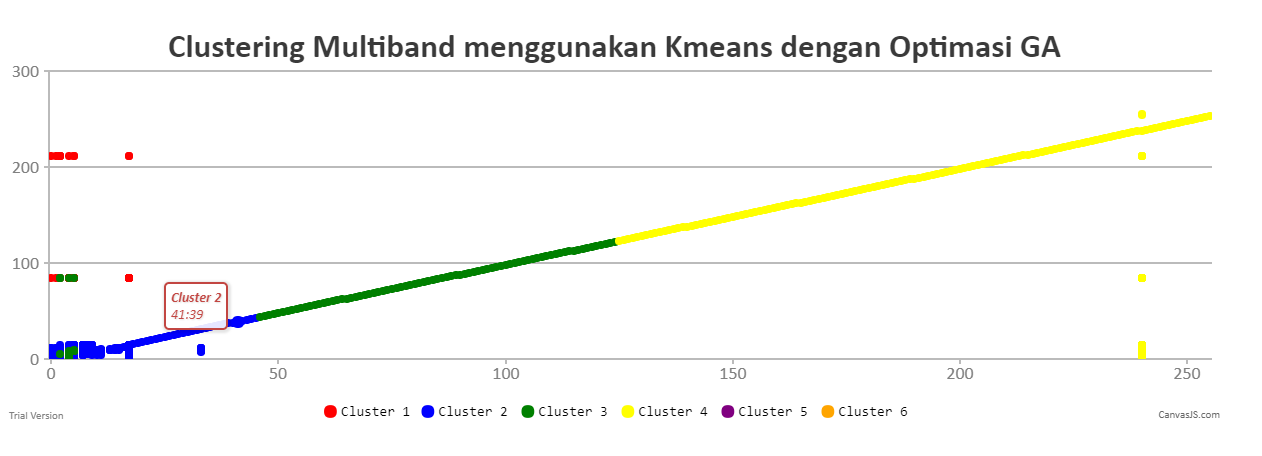 Clustering Multiband menggunakan Kmeans dengan Optimasi GA
300
200
100
Cluster 2
41:39
0
0 50 100 150 200 250
Cluster 1 Cluster 2 Cluster 3 Cluster 4 Cluster 5 Cluster 6
Trial Version
CanvasJS.com